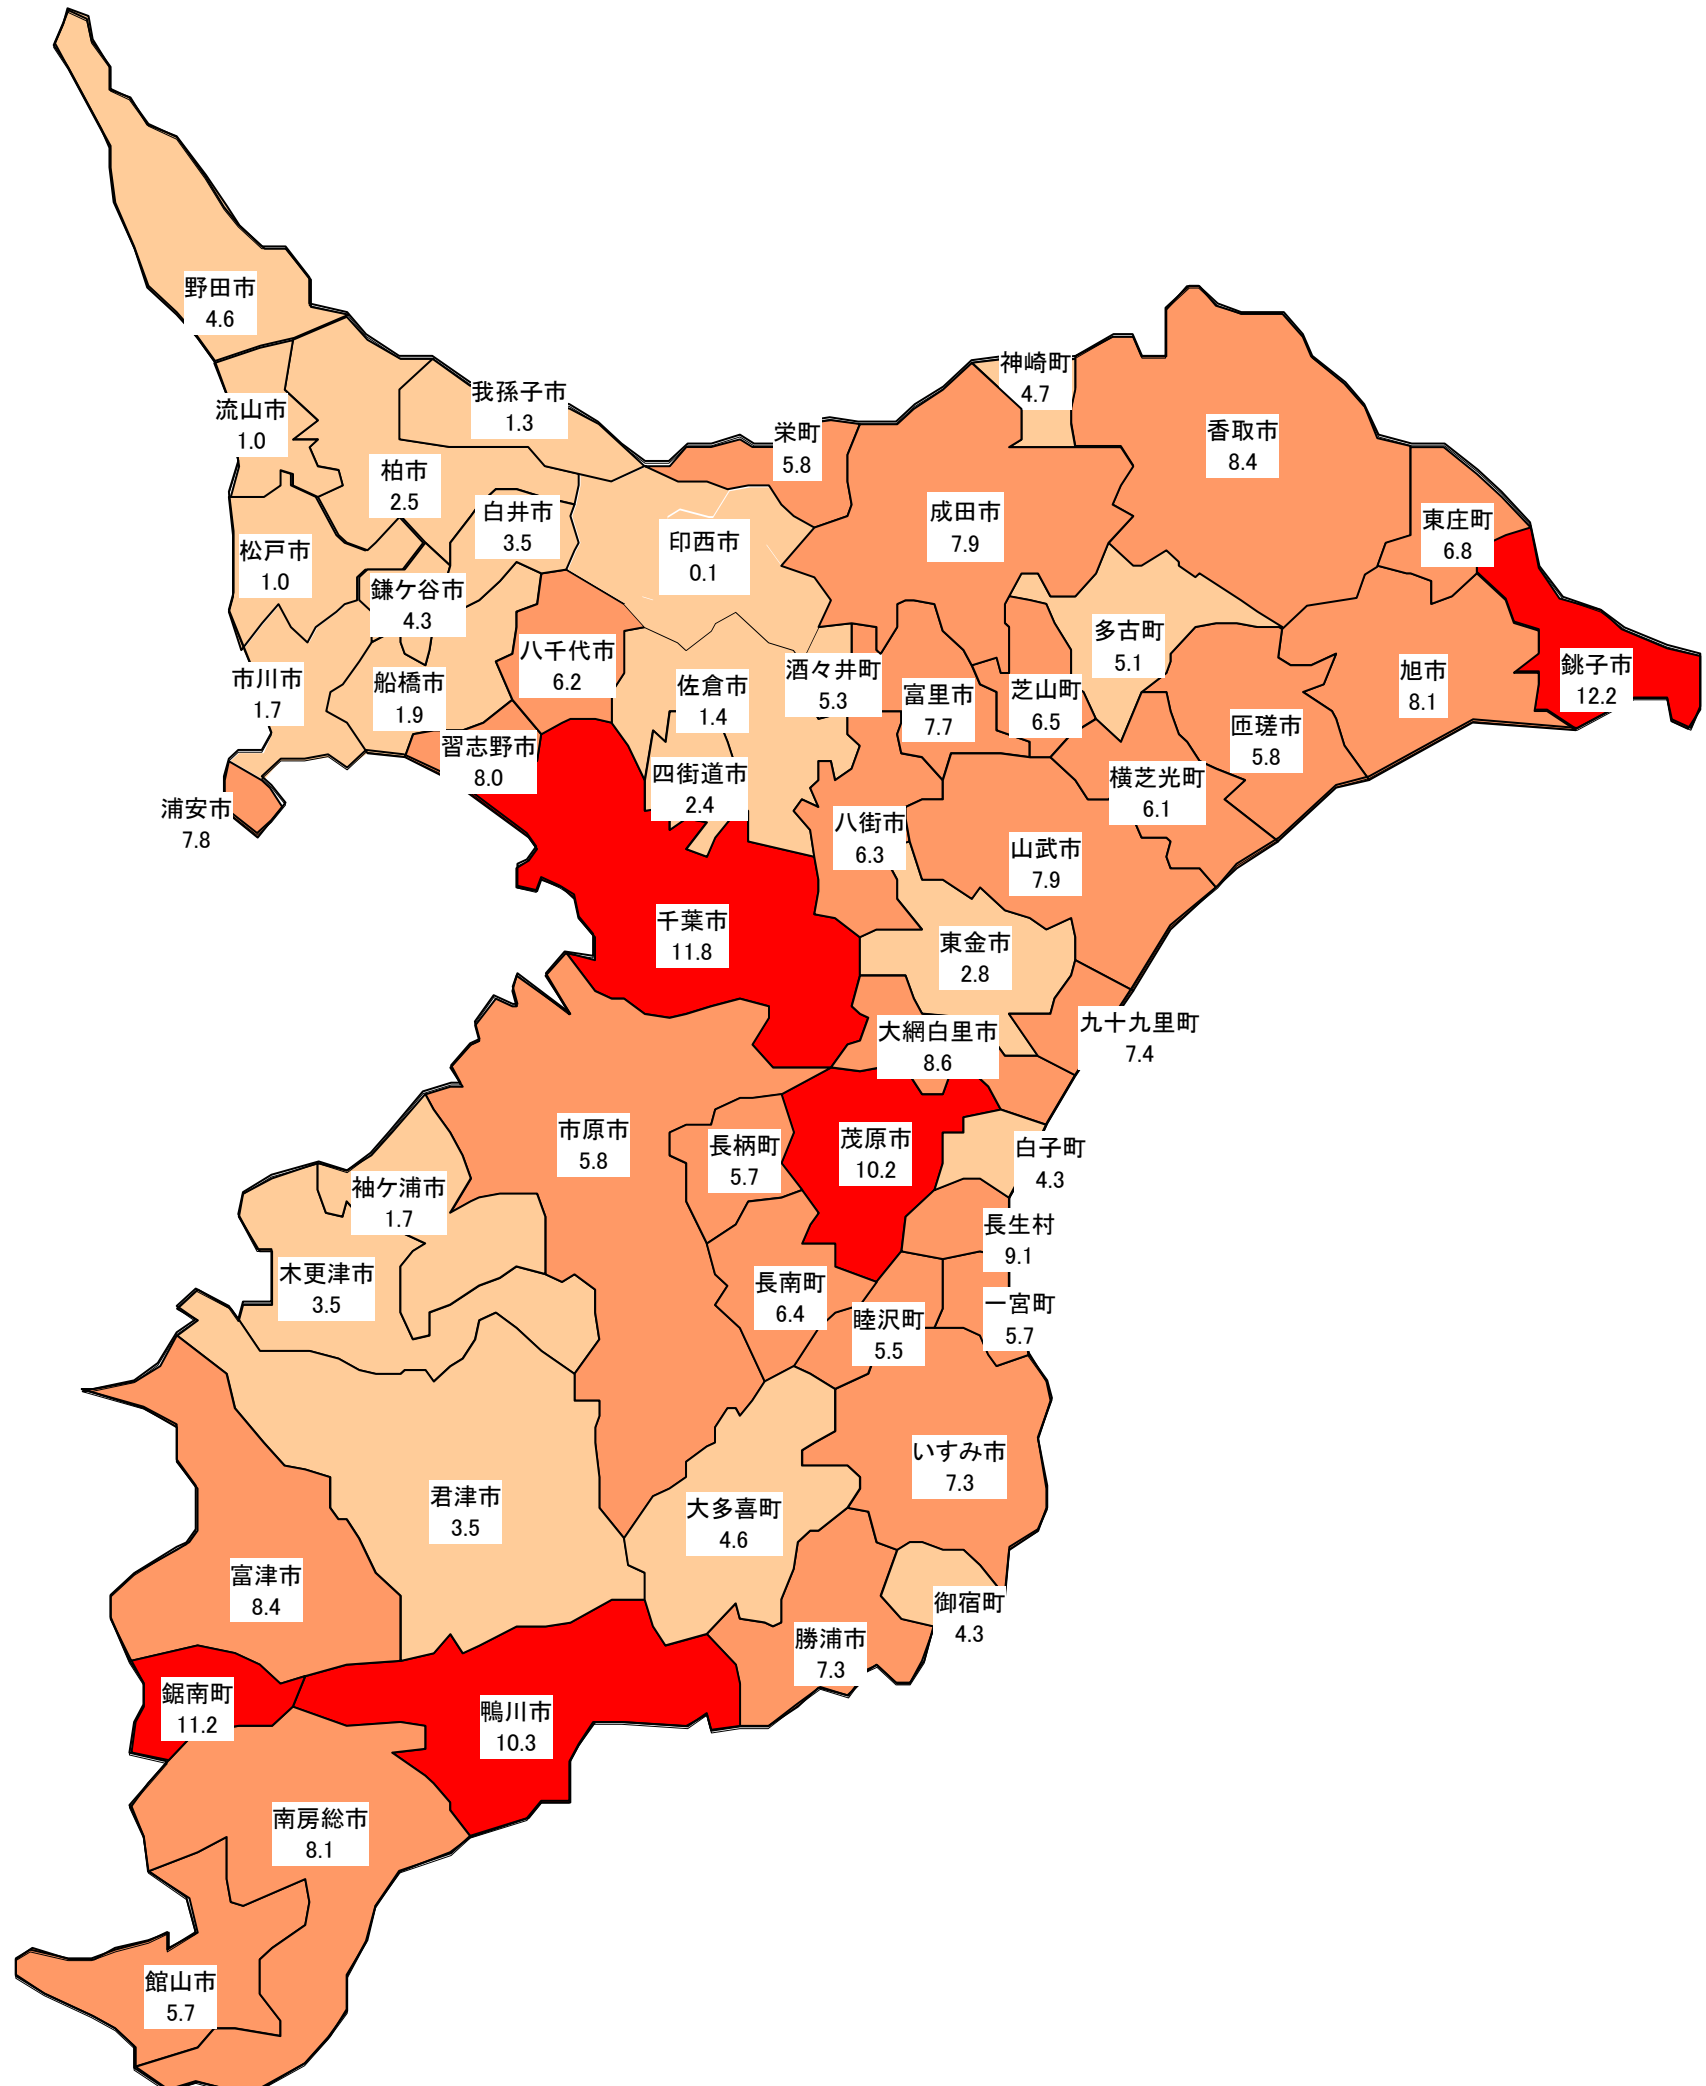 野田市
4.6
流山市
1.0
我孫子市
1.3
柏市
2.5
白井市
3.5
松戸市
1.0
鎌ケ谷市
4.3
市川市
1.7
船橋市
1.9
八千代市
6.2
習志野市
8.0
浦安市
7.8
印西市
0.1
栄町
5.8
神崎町
4.7
成田市
7.9
香取市
8.4
東庄町
6.8
銚子市
12.2
旭市
8.1
匝瑳市
5.8
多古町
5.1
芝山町
6.5
横芝光町
6.1
富里市
7.7
酒々井町
5.3
佐倉市
1.4
四街道市
2.4
八街市
6.3
山武市
7.9
千葉市
11.8
東金市
2.8
九十九里町
7.4
大網白里市
8.6
市原市
5.8
長柄町
5.7
茂原市
10.2
白子町
4.3
長生村
9.1
袖ケ浦市
1.7
木更津市
3.5
長南町
6.4
睦沢町
5.5
一宮町
5.7
いすみ市
7.3
君津市
3.5
大多喜町
4.6
富津市
8.4
御宿町
4.3
勝浦市
7.3
鋸南町
11.2
鴨川市
10.3
南房総市
8.1
館山市
5.7